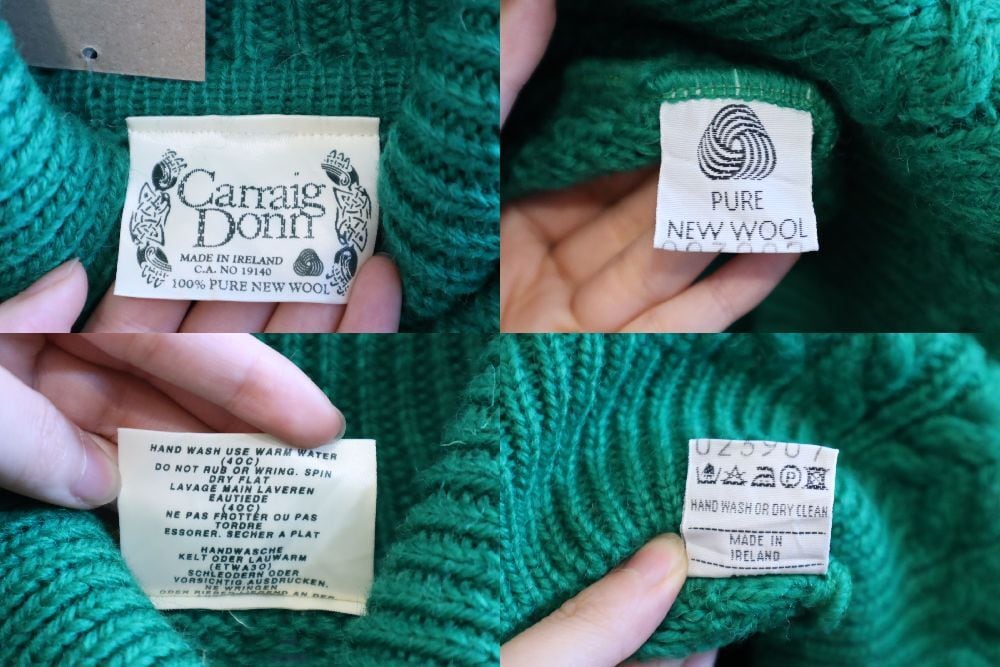 Carraig
Donn
MADE IN IRELAND
C.A. NO 19140
100% PURE NEW WOOL
PURE
NEW WOOL
HAND WASH USE WARM WATER
(40C)
DO NOT RUB OR WRING. SPIN
DRY FLAT
LAVAGE MAIN LAVEREN
EAUTIEDE
(40C)
NE PAS FROTTER OU PAS
TORDRE
ESSORER. SECHER A PLAT
HANDWASCHE
KELT ODER LAUWARM
(ETWA30)
SCHLEODERN ODER
VORSICHTIG AUSDRUCKEN.
NE WRINGEN
HAND WASH OR DRY CLEAN
MADE IN
IRELAND